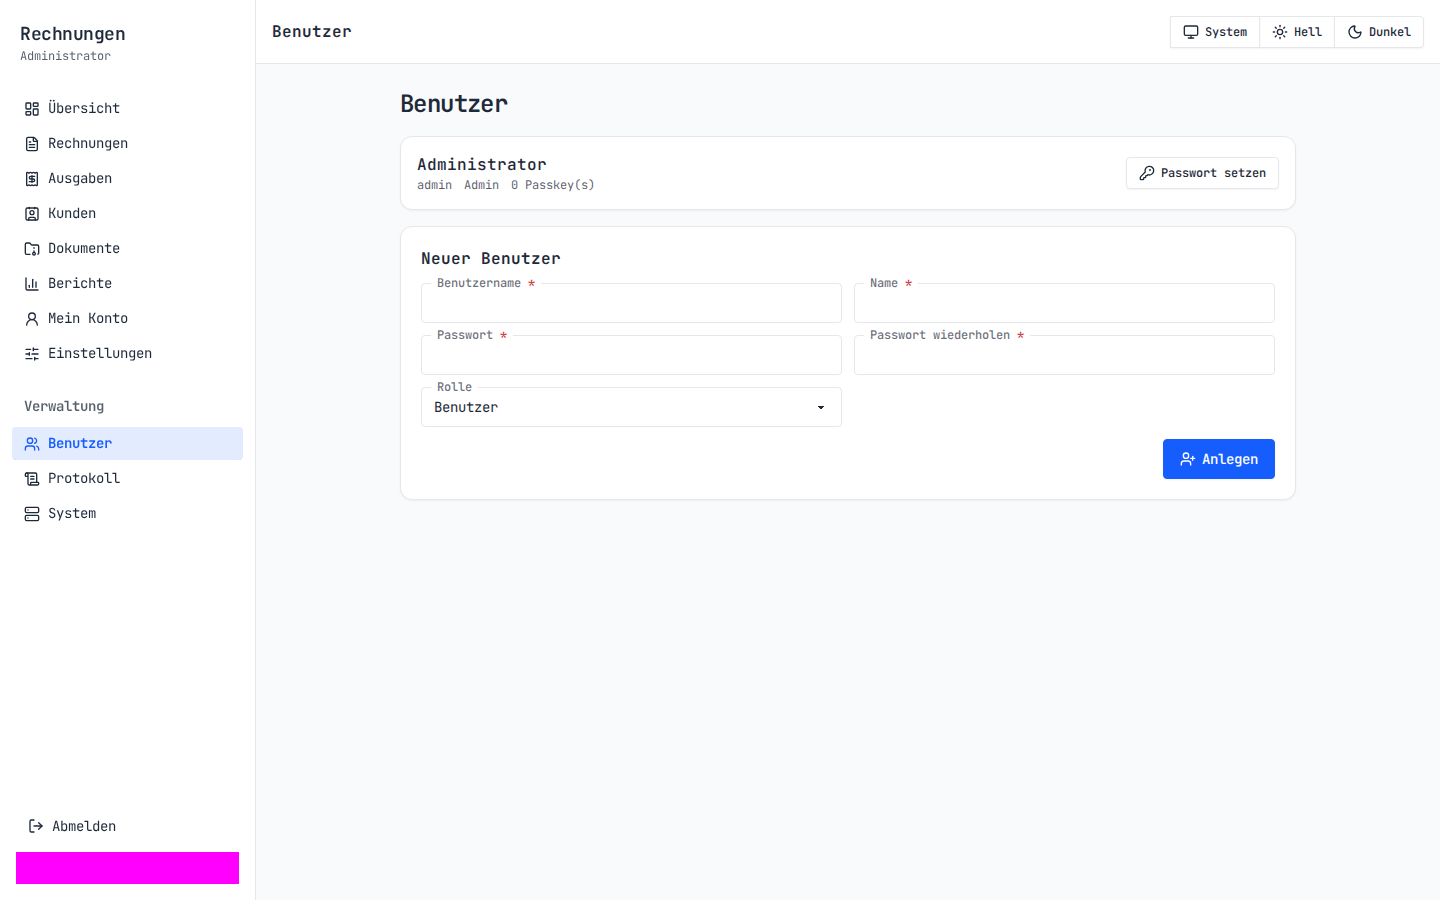 Rechnungen
Administrator
Übersicht
Rechnungen
Ausgaben
Kunden
Dokumente
Berichte
Mein Konto
Einstellungen
Verwaltung
Benutzer
Protokoll
System
Abmelden
Benutzer
System Hell Dunkel
Benutzer
Administrator
admin Admin 0 Passkey(s)
Passwort setzen
Neuer Benutzer
Benutzername *
Name *
Passwort *
Passwort wiederholen *
Rolle
Benutzer
Anlegen